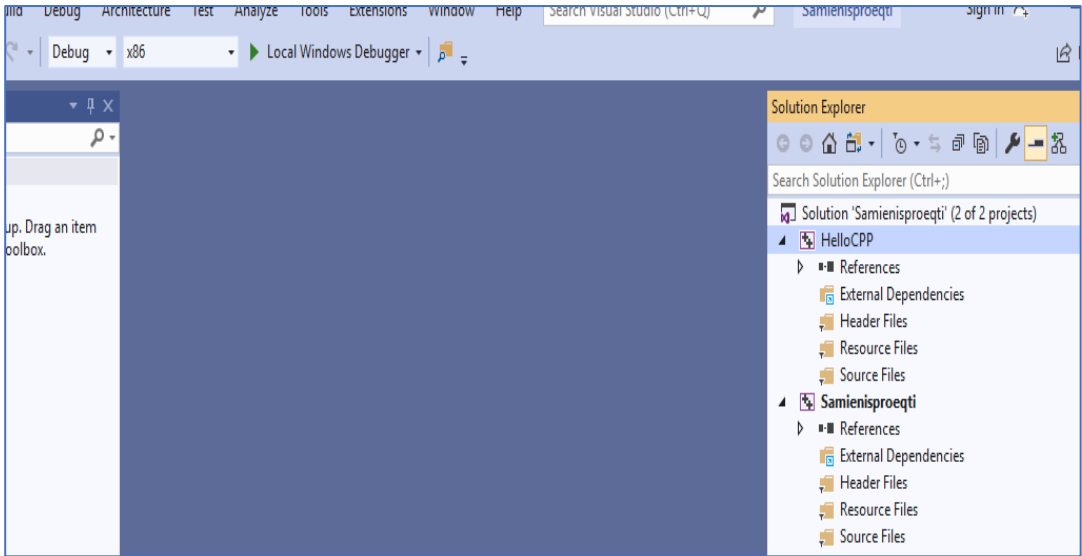 Build Debug Architecture Test Analyze Tools Extensions Window Help Search Visual Studio (Ctrl+Q) Samienisproeqti Sign in
Debug x86 Local Windows Debugger
Solution Explorer
Search Solution Explorer (Ctrl+;)
up. Drag an item
oolbox.
Solution 'Samienisproeqti' (2 of 2 projects)
HelloCPP
References
External Dependencies
Header Files
Resource Files
Source Files
Samienisproeqti
References
External Dependencies
Header Files
Resource Files
Source Files